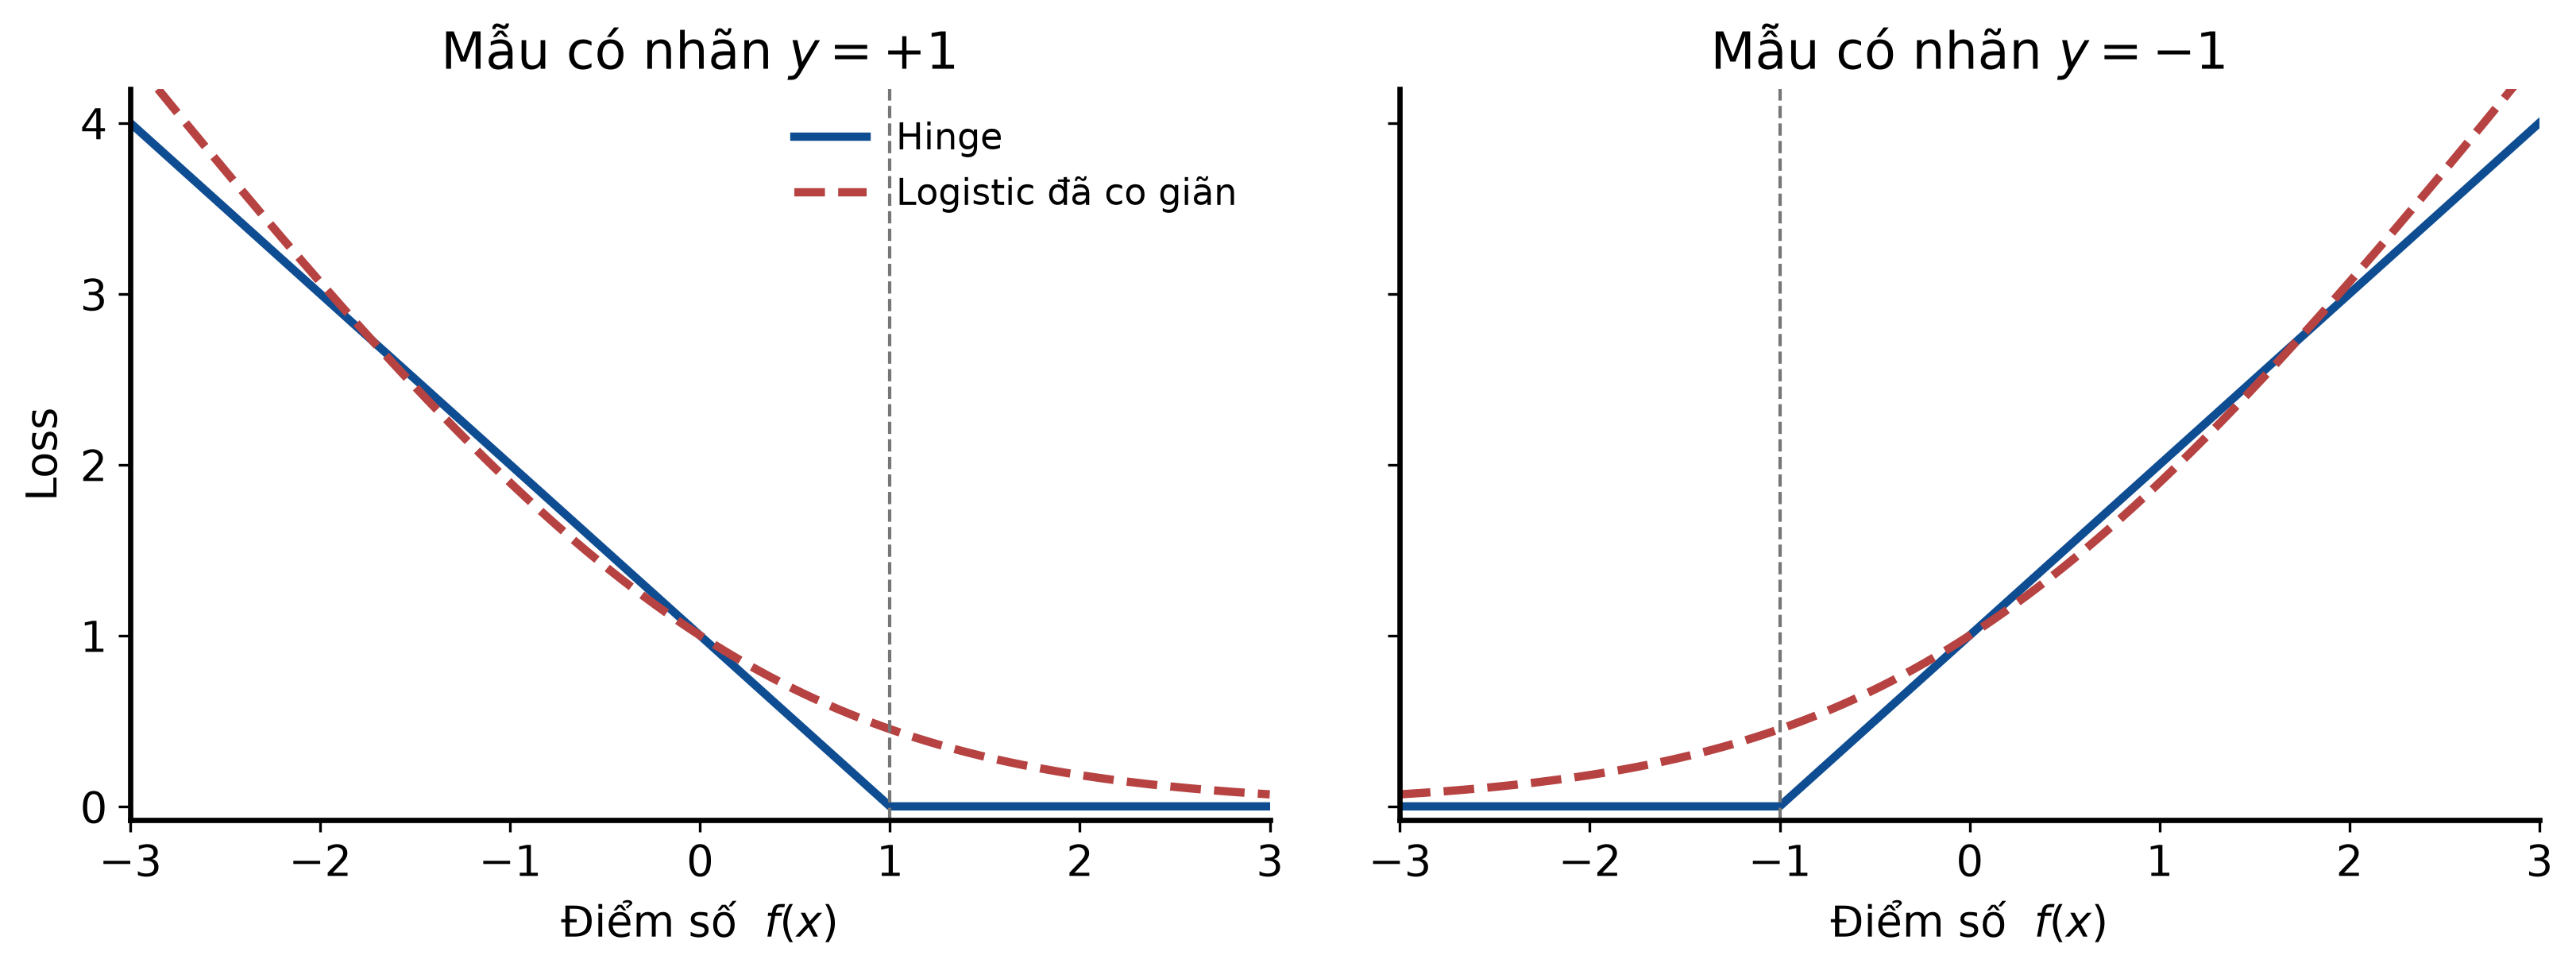 Mẫu có nhãn y = +1
Hinge
Logistic đã co giãn
Loss
4
3
2
1
0
−3 −2 −1 0 1 2 3
Điểm số f(x)
Mẫu có nhãn y = −1
−3 −2 −1 0 1 2 3
Điểm số f(x)